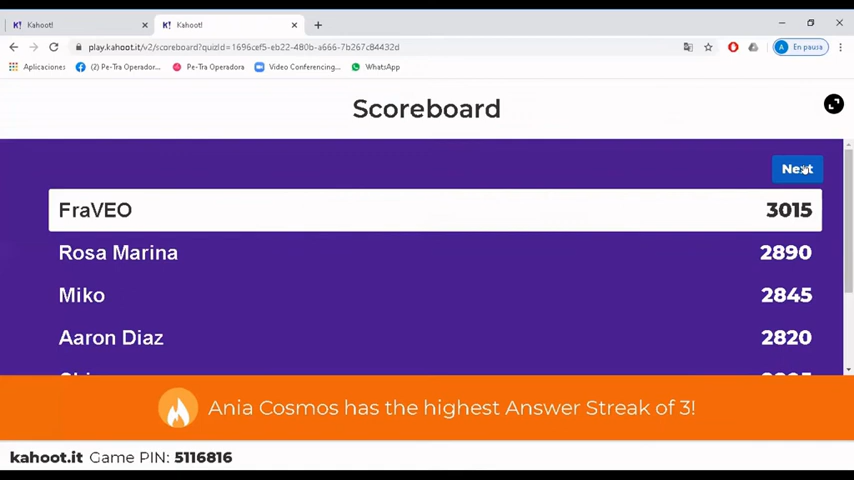 Kahoot!
Kahoot!
play.kahoot.it/v2/scoreboard?quizId=1696cef5-eb22-480b-a666-7b267c84432d
En pausa
Aplicaciones
(2) Pe-Tra Operador...
Pe-Tra Operadora
Video Conferencing...
WhatsApp
Scoreboard
Next
FraVEO 3015
Rosa Marina 2890
Miko 2845
Aaron Diaz 2820
Ania Cosmos has the highest Answer Streak of 3!
kahoot.it Game PIN: 5116816